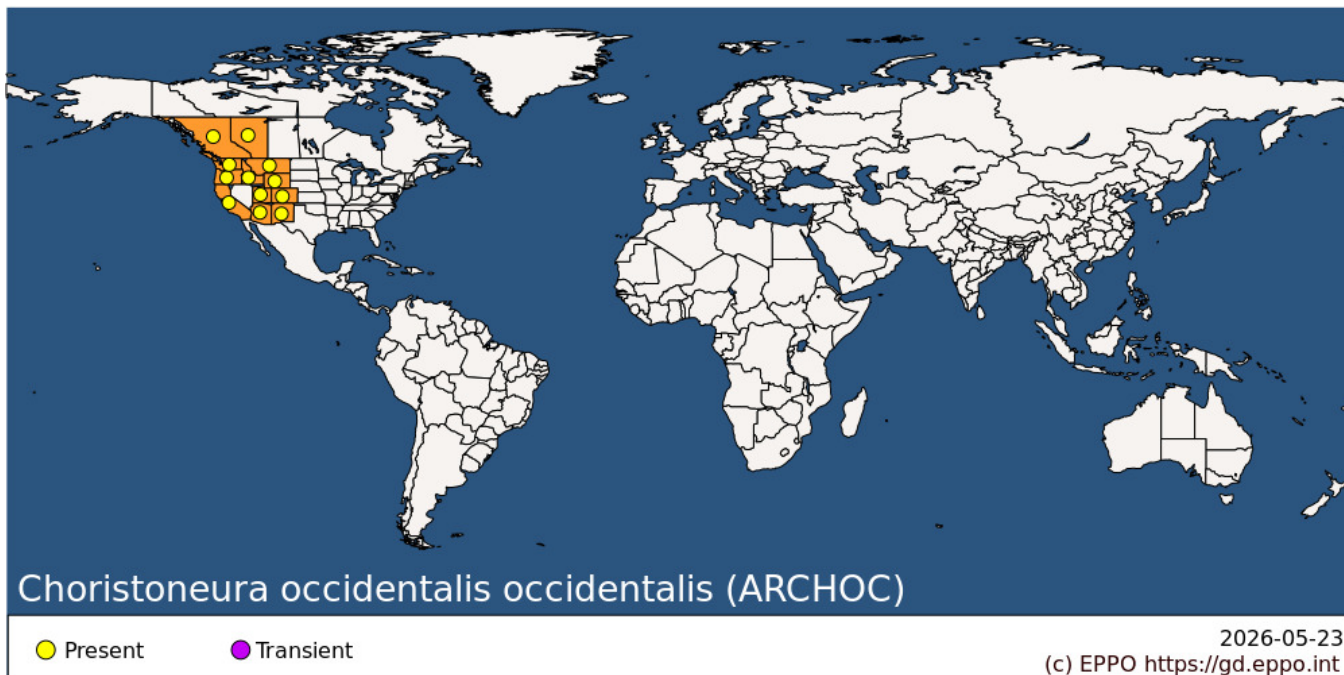 Choristoneura occidentalis occidentalis (ARCHOC)
Present
Transient
2026-05-23
(c) EPPO https://gd.eppo.int